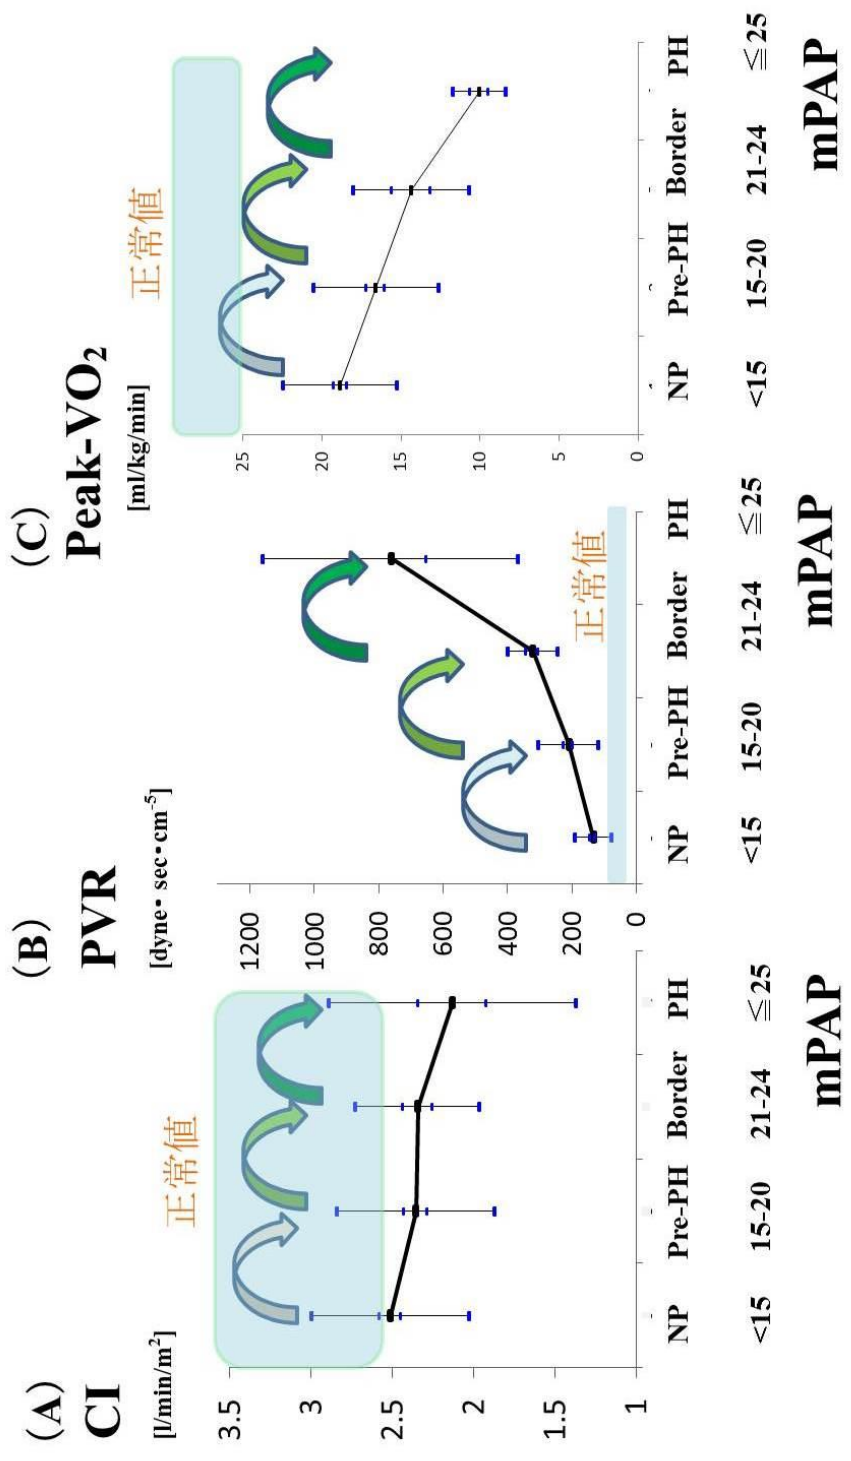 (A)
CI
[l/min/m²]
正常値
3.5
3
2.5
2
1.5
1
NP Pre-PH Border PH
<15 15-20 21-24 ≦25
mPAP
(B)
PVR
[dyne・sec・cm⁻⁵]
1200
1000
800
600
400
200
0
正常値
NP Pre-PH Border PH
<15 15-20 21-24 ≦25
mPAP
(C)
Peak-VO₂
[ml/kg/min]
正常値
25
20
15
10
5
0
NP Pre-PH Border PH
<15 15-20 21-24 ≦25
mPAP